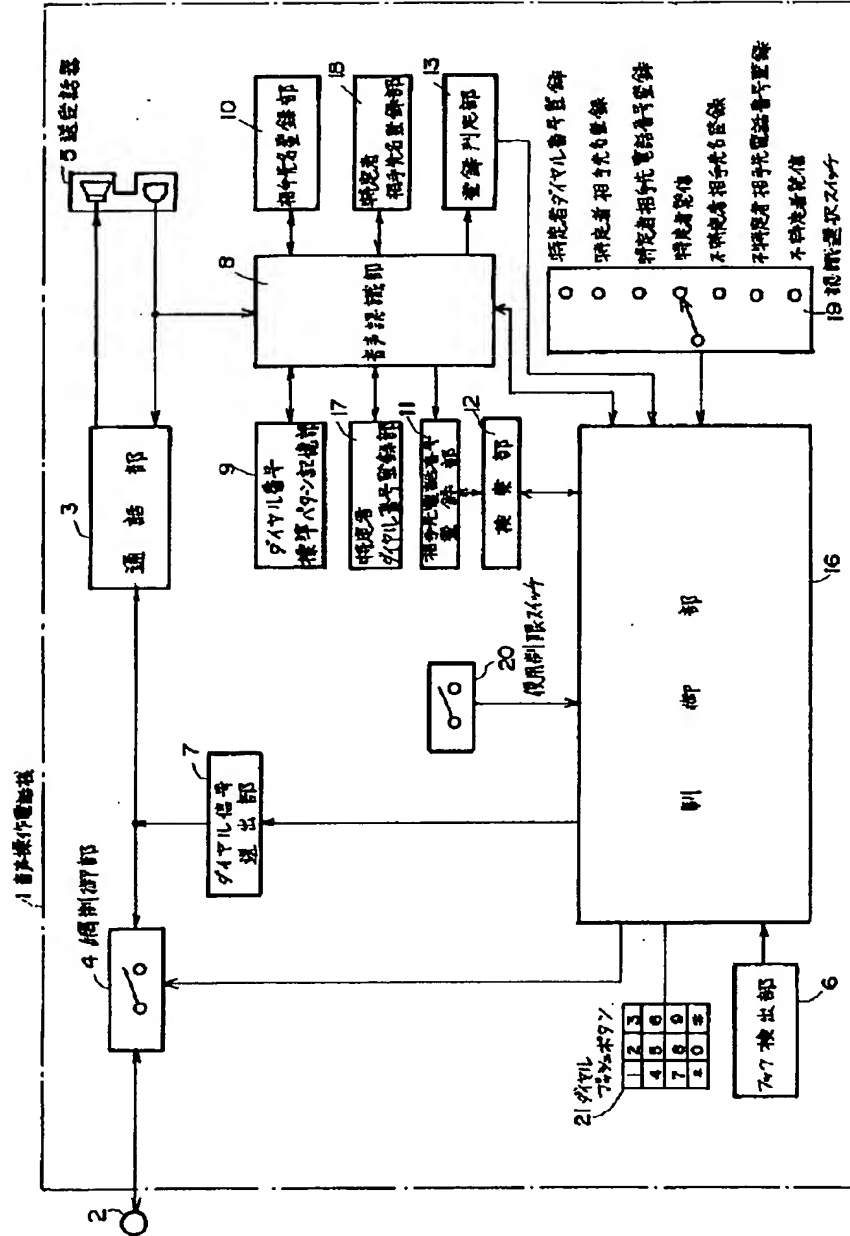 1 音声操作電話機
2
4 網制御部
3
通話部
5 送受話器
7
ダイヤル信号
送出部
8
音声認識部
9
ダイヤル番号
標準パターン記憶部
17
特定者
ダイヤル番号登録部
11
相手先電話番号
登録部
12
検索部
10
相手先名登録部
18
特定者
相手先名登録部
13
登録判定部
特定者ダイヤル番号登録
特定者相手先名登録
特定者相手先電話番号登録
特定者発信
不特定者相手先名登録
不特定者相手先電話番号登録
不特定者発信
19 認識選択スイッチ
20
使用制限スイッチ
16
制御部
21 ダイヤル
プッシュボタン
1 2 3
4 5 6
7 8 9
* 0 #
フック検出部
6